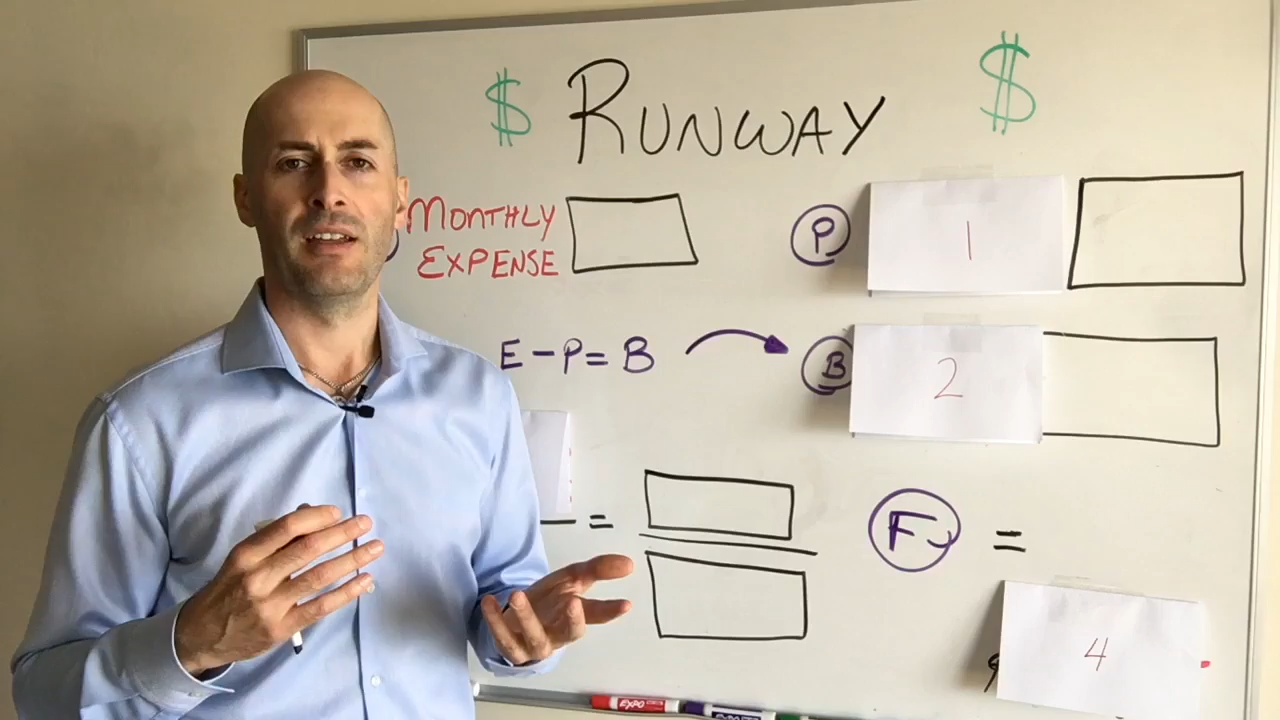 $ RUNWAY $
MONTHLY
EXPENSE
P 1
E - P = B
B 2
=
F =
4
EXPO